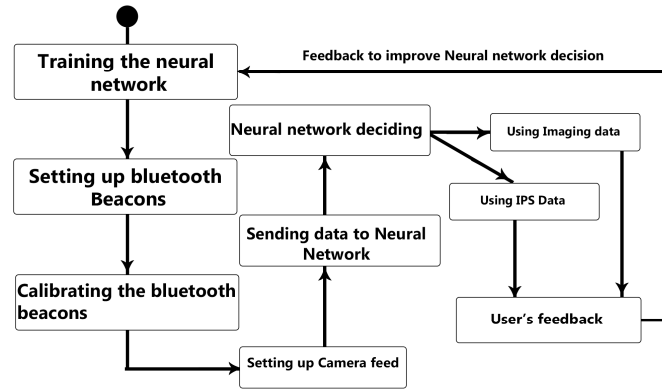 Feedback to improve Neural network decision
Training the neural
network
Neural network deciding
Using Imaging data
Setting up bluetooth
Beacons
Using IPS Data
Sending data to Neural
Network
Calibrating the bluetooth
beacons
User's feedback
Setting up Camera feed